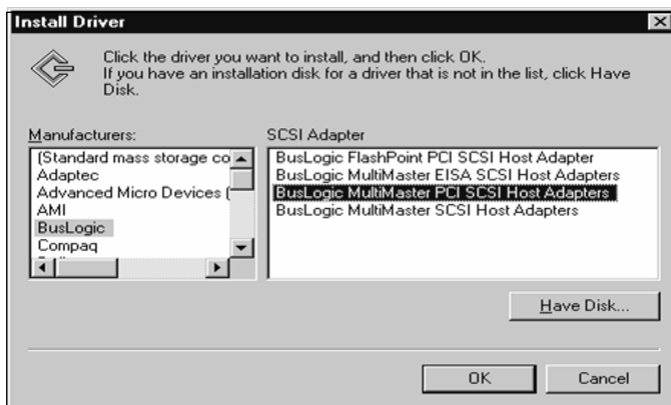 Install Driver
Click the driver you want to install, and then click OK.
If you have an installation disk for a driver that is not in the list, click Have
Disk.
Manufacturers:
(Standard mass storage co
Adaptec
Advanced Micro Devices (
AMI
BusLogic
Compaq
SCSI Adapter
BusLogic FlashPoint PCI SCSI Host Adapter
BusLogic MultiMaster EISA SCSI Host Adapters
BusLogic MultiMaster PCI SCSI Host Adapters
BusLogic MultiMaster SCSI Host Adapters
Have Disk...
OK
Cancel